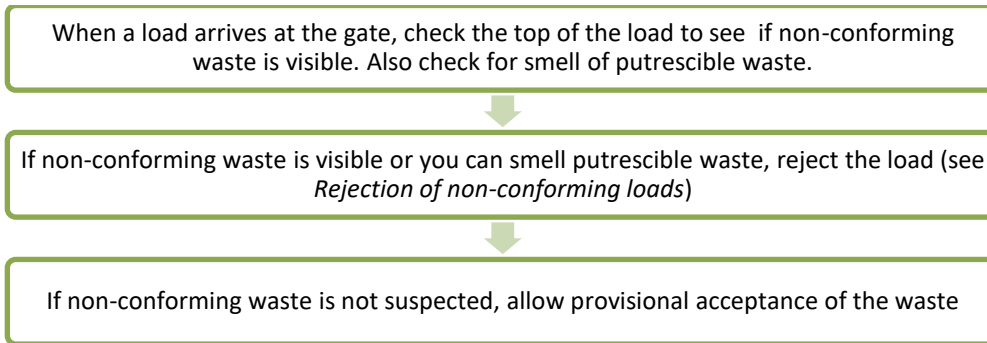 When a load arrives at the gate, check the top of the load to see  if non-conforming
waste is visible. Also check for smell of putrescible waste.
If non-conforming waste is visible or you can smell putrescible waste, reject the load (see
Rejection of non-conforming loads)
If non-conforming waste is not suspected, allow provisional acceptance of the waste